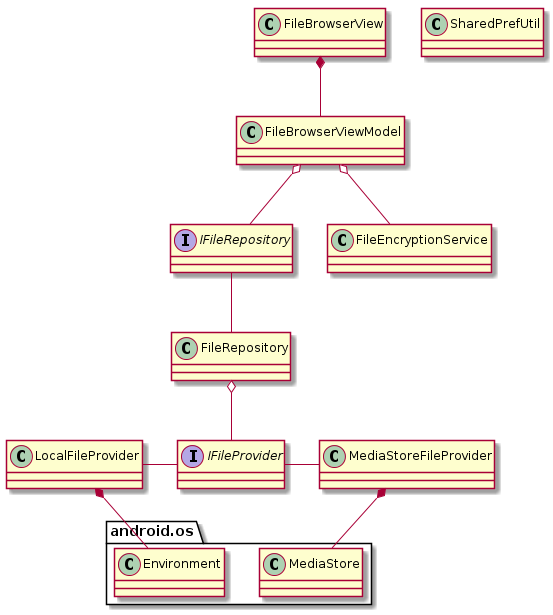 C FileBrowserView
C SharedPrefUtil
C FileBrowserViewModel
I IFileRepository
C FileEncryptionService
C FileRepository
C LocalFileProvider
I IFileProvider
C MediaStoreFileProvider
android.os
C Environment
C MediaStore